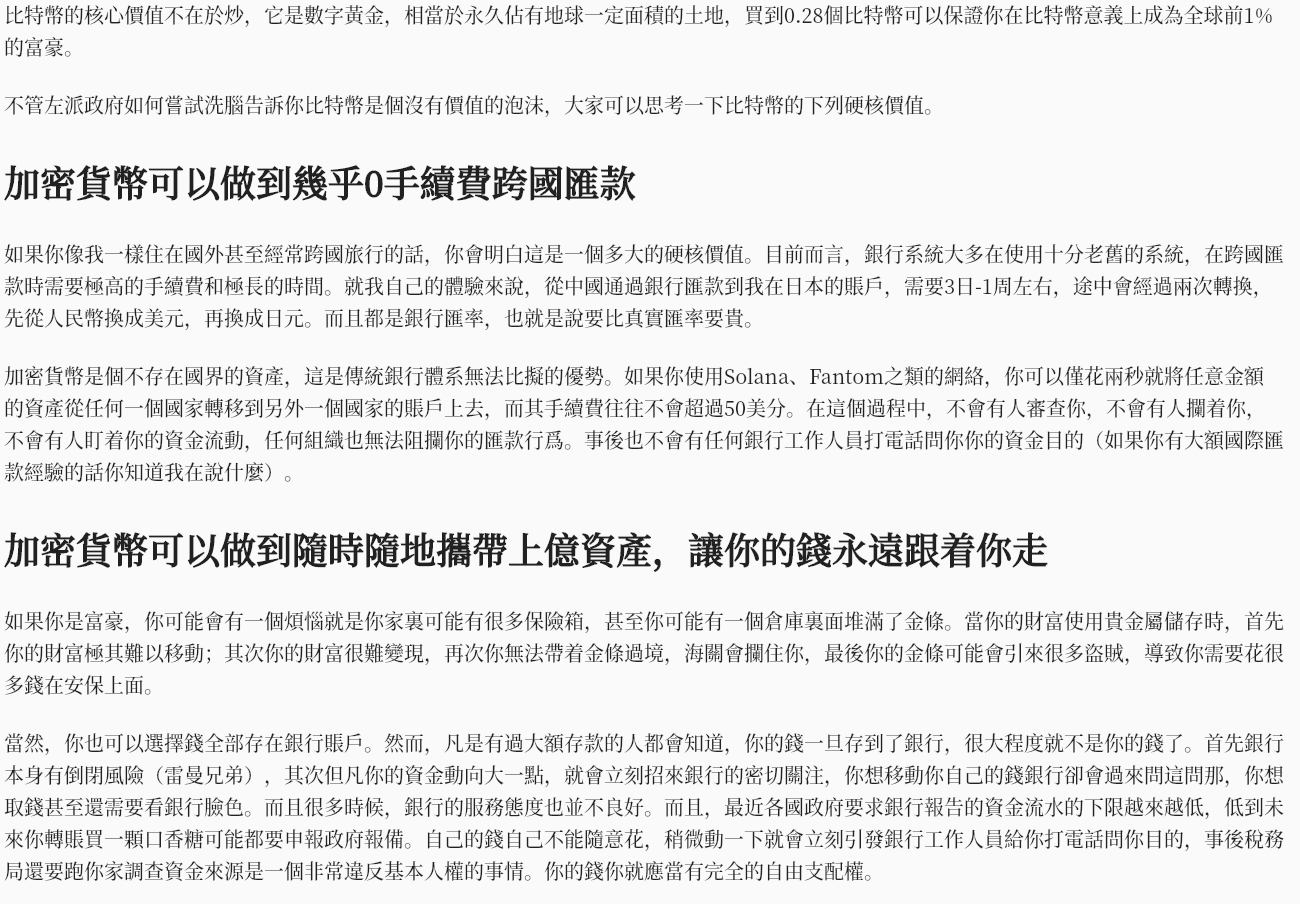 比特幣的核心價值不在於炒，它是數字黃金，相當於永久佔有地球一定面積的土地，買到0.28個比特幣可以保證你在比特幣意義上成為全球前1%
的富豪。
不管左派政府如何嘗試洗腦告訴你比特幣是個沒有價值的泡沫，大家可以思考一下比特幣的下列硬核價值。
加密貨幣可以做到幾乎0手續費跨國匯款
如果你像我一樣住在國外甚至經常跨國旅行的話，你會明白這是一個多大的硬核價值。目前而言，銀行系統大多在使用十分老舊的系統，在跨國匯
款時需要極高的手續費和極長的時間。就我自己的體驗來說，從中國通過銀行匯款到我在日本的賬戶，需要3日-1周左右，途中會經過兩次轉換，
先從人民幣換成美元，再換成日元。而且都是銀行匯率，也就是說要比真實匯率要貴。
加密貨幣是個不存在國界的資產，這是傳統銀行體系無法比擬的優勢。如果你使用Solana、Fantom之類的網絡，你可以僅花兩秒就將任意金額
的資產從任何一個國家轉移到另外一個國家的賬戶上去，而其手續費往往不會超過50美分。在這個過程中，不會有人審查你，不會有人攔着你，
不會有人盯着你的資金流動，任何組織也無法阻攔你的匯款行爲。事後也不會有任何銀行工作人員打電話問你你的資金目的（如果你有大額國際匯
款經驗的話你知道我在說什麼）。
加密貨幣可以做到隨時隨地攜帶上億資產，讓你的錢永遠跟着你走
如果你是富豪，你可能會有一個煩惱就是你家裏可能有很多保險箱，甚至你可能有一個倉庫裏面堆滿了金條。當你的財富使用貴金屬儲存時，首先
你的財富極其難以移動；其次你的財富很難變現，再次你無法帶着金條過境，海關會攔住你，最後你的金條可能會引來很多盜賊，導致你需要花很
多錢在安保上面。
當然，你也可以選擇錢全部存在銀行賬戶。然而，凡是有過大額存款的人都會知道，你的錢一旦存到了銀行，很大程度就不是你的錢了。首先銀行
本身有倒閉風險（雷曼兄弟），其次但凡你的資金動向大一點，就會立刻招來銀行的密切關注，你想移動你自己的錢銀行卻會過來問這問那，你想
取錢甚至還需要看銀行臉色。而且很多時候，銀行的服務態度也並不良好。而且，最近各國政府要求銀行報告的資金流水的下限越來越低，低到未
來你轉賬買一顆口香糖可能都要申報政府報備。自己的錢自己不能隨意花，稍微動一下就會立刻引發銀行工作人員給你打電話問你目的，事後稅務
局還要跑你家調查資金來源是一個非常違反基本人權的事情。你的錢你就應當有完全的自由支配權。